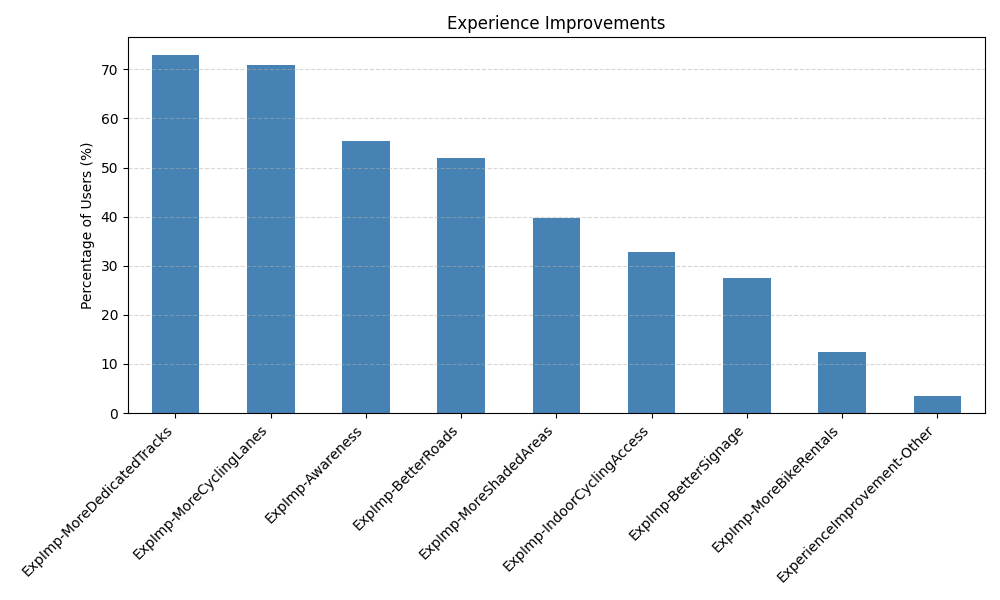 Experience Improvements
Percentage of Users (%)
70
60
50
40
30
20
10
0
ExpImp-MoreDedicatedTracks
ExpImp-MoreCyclingLanes
ExpImp-Awareness
ExpImp-BetterRoads
ExpImp-MoreShadedAreas
ExpImp-IndoorCyclingAccess
ExpImp-BetterSignage
ExpImp-MoreBikeRentals
ExperienceImprovement-Other